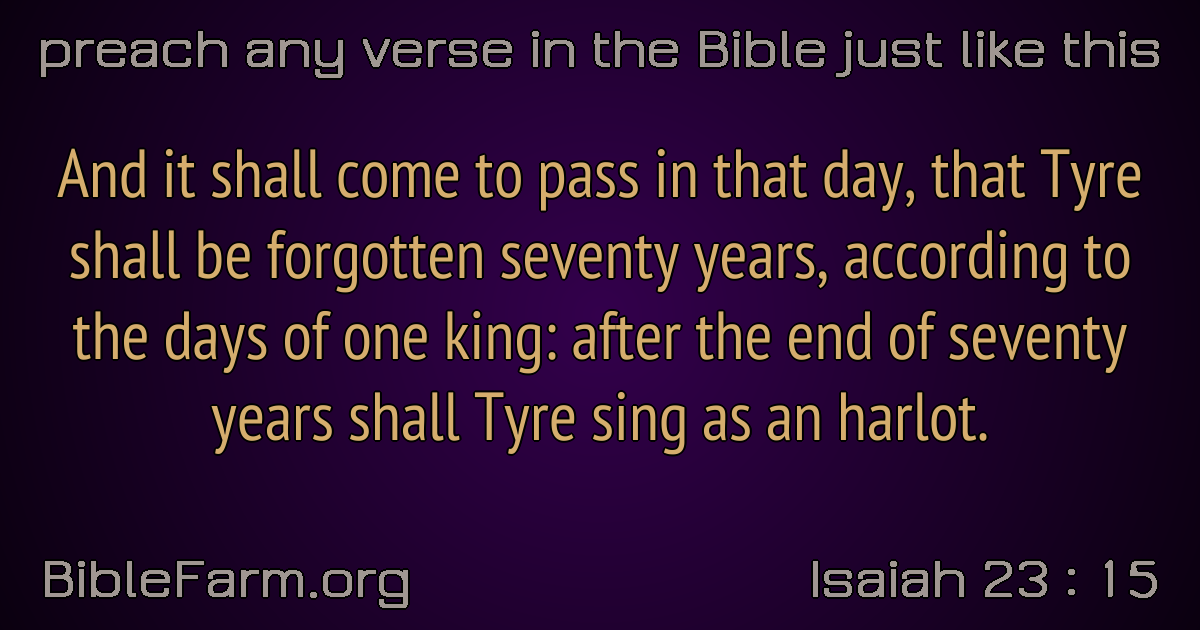 preach any verse in the Bible just like this
And it shall come to pass in that day, that Tyre
shall be forgotten seventy years, according to
the days of one king: after the end of seventy
years shall Tyre sing as an harlot.
BibleFarm.org
Isaiah 23 : 15